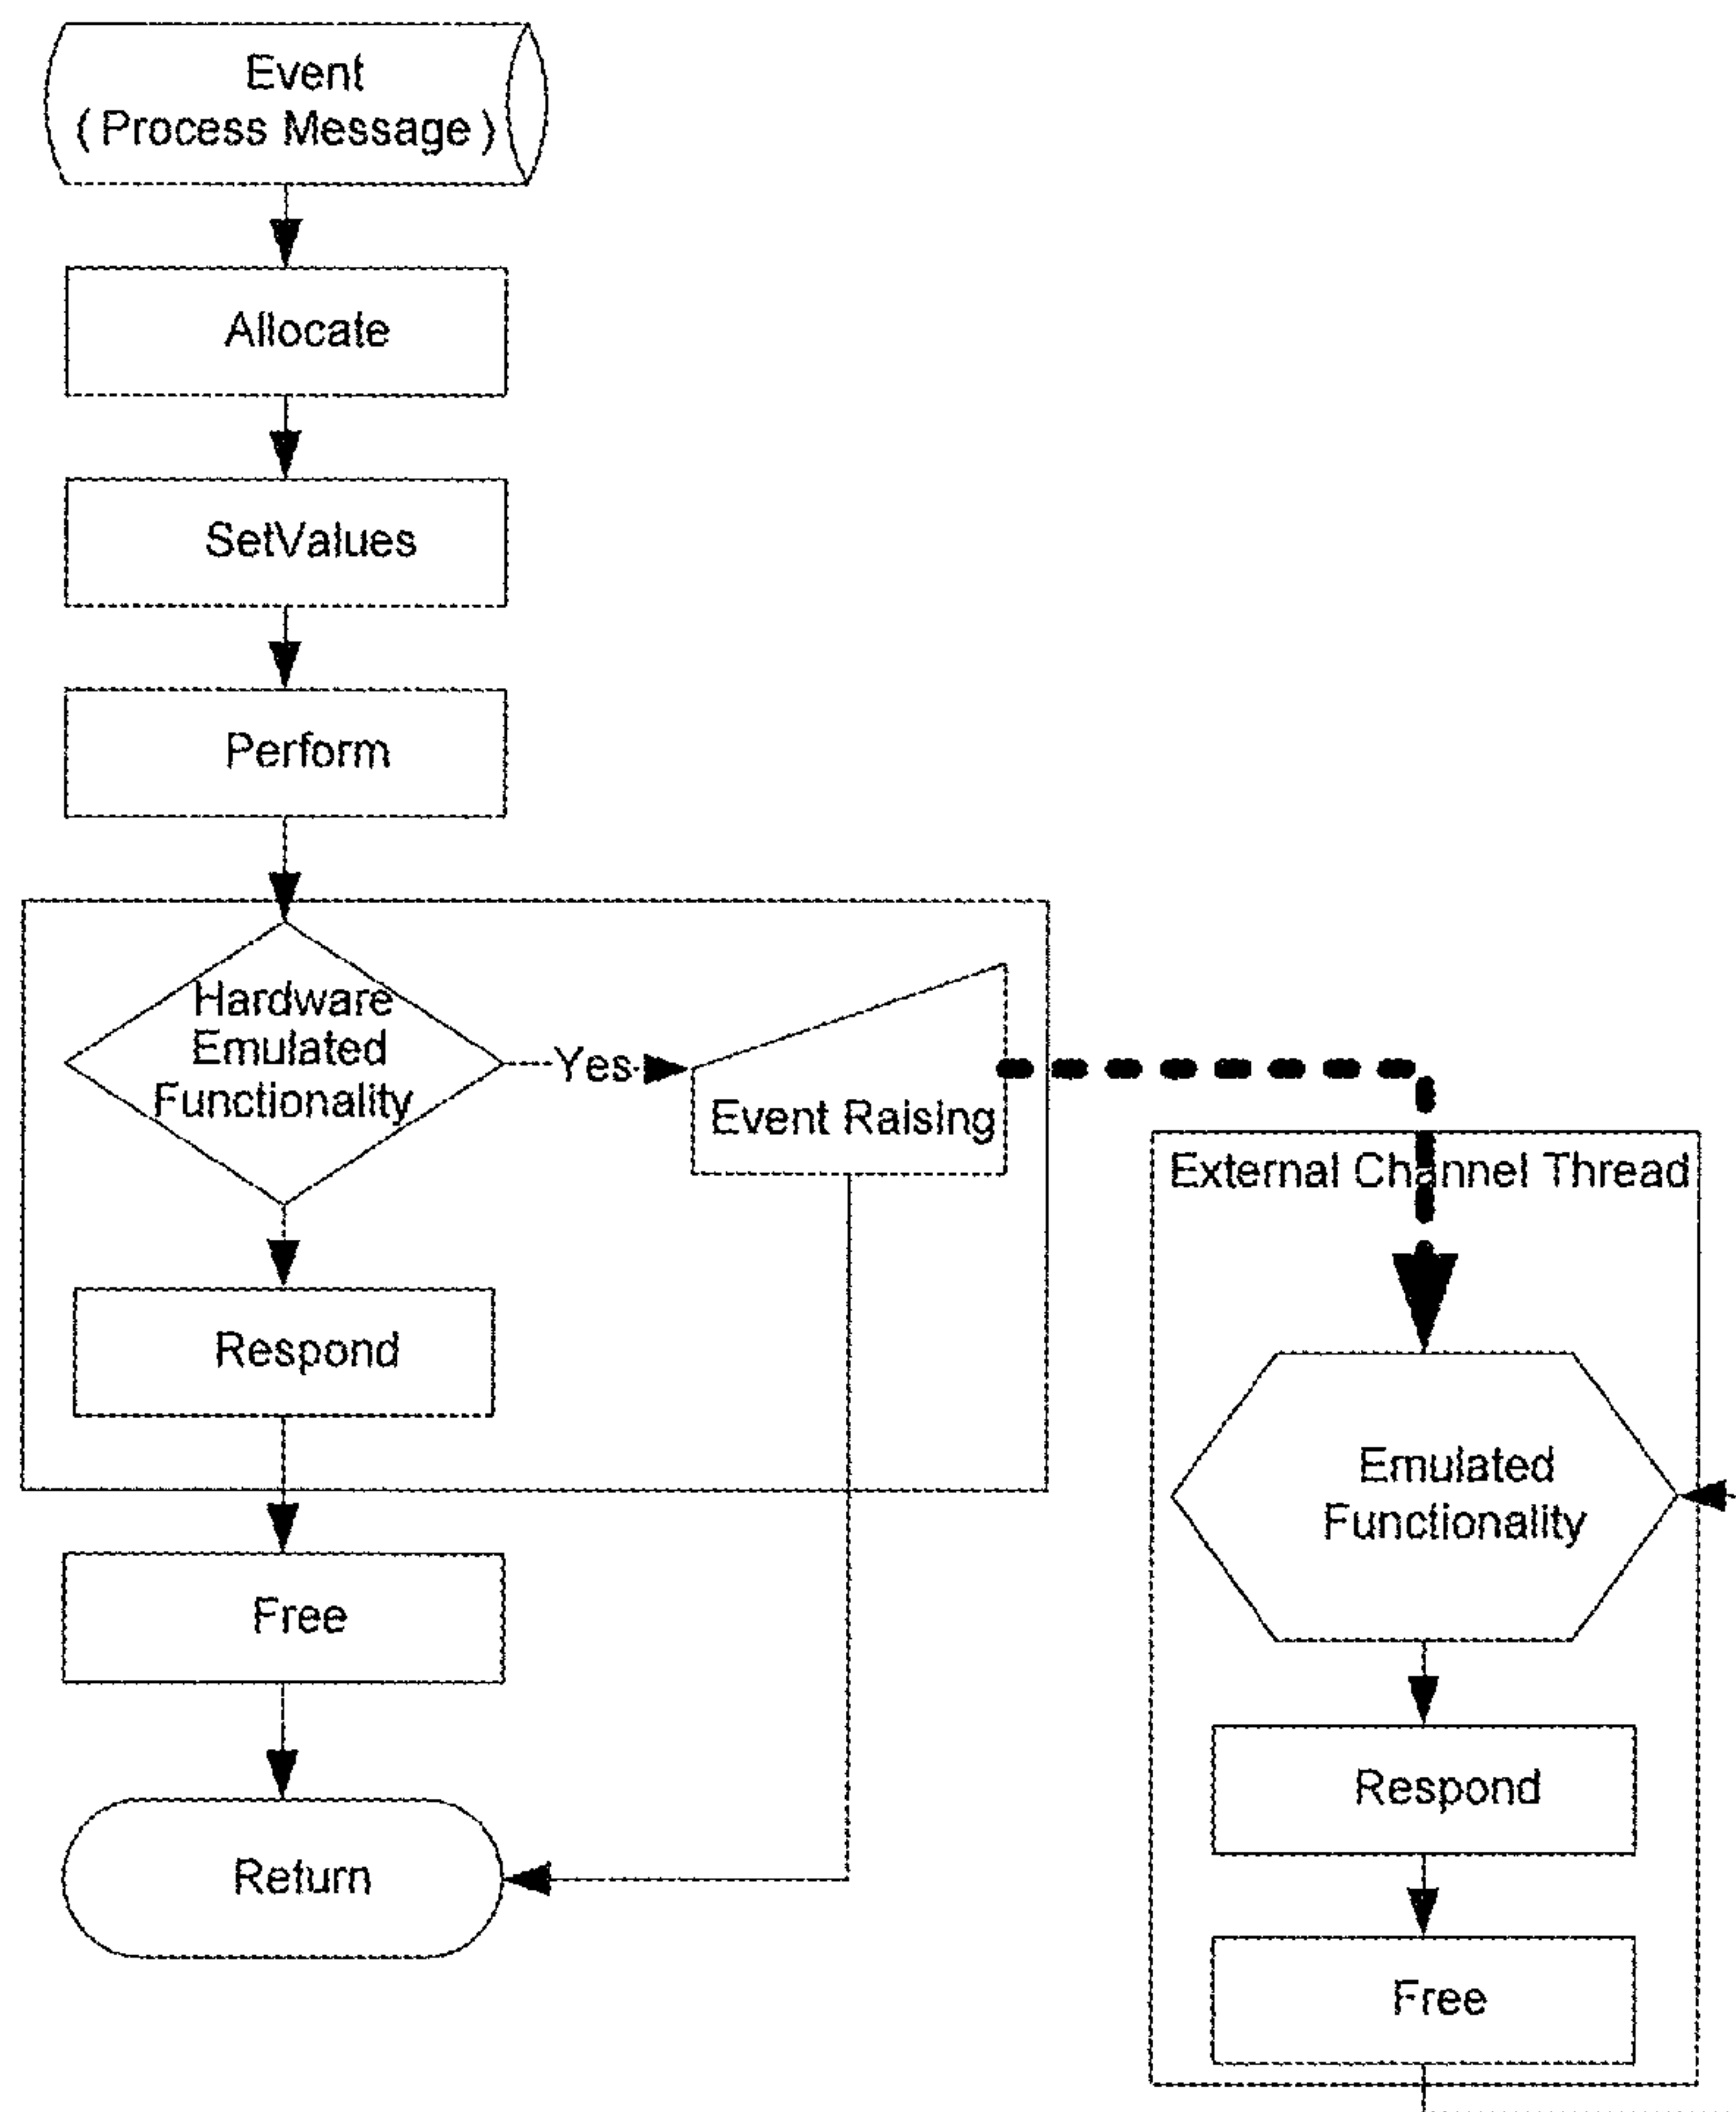 Event
( Process Message )
Allocate
SetValues
Perform
Hardware
Emulated
Functionality
Yes
Event Raising
Respond
Free
Return
External Channel Thread
Emulated
Functionality
Respond
Free